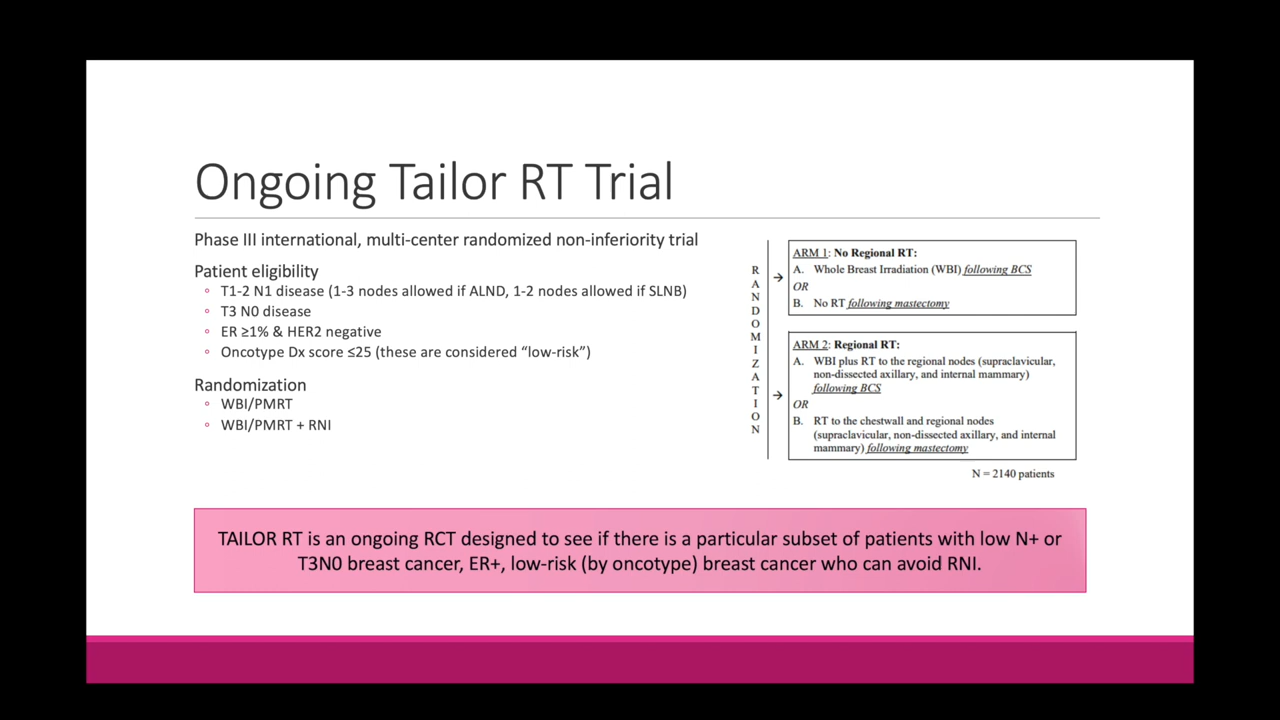 Ongoing Tailor RT Trial
Phase III international, multi-center randomized non-inferiority trial
Patient eligibility
◦ T1-2 N1 disease (1-3 nodes allowed if ALND, 1-2 nodes allowed if SLNB)
◦ T3 N0 disease
◦ ER ≥1% & HER2 negative
◦ Oncotype Dx score ≤25 (these are considered “low-risk”)
Randomization
◦ WBI/PMRT
◦ WBI/PMRT + RNI
R
A
N
D
O
M
I
Z
A
T
I
O
N
ARM 1: No Regional RT:
A. Whole Breast Irradiation (WBI) following BCS
OR
B. No RT following mastectomy
ARM 2: Regional RT:
A. WBI plus RT to the regional nodes (supraclavicular,
non-dissected axillary, and internal mammary)
following BCS
OR
B. RT to the chestwall and regional nodes
(supraclavicular, non-dissected axillary, and internal
mammary) following mastectomy
N = 2140 patients
TAILOR RT is an ongoing RCT designed to see if there is a particular subset of patients with low N+ or
T3N0 breast cancer, ER+, low-risk (by oncotype) breast cancer who can avoid RNI.